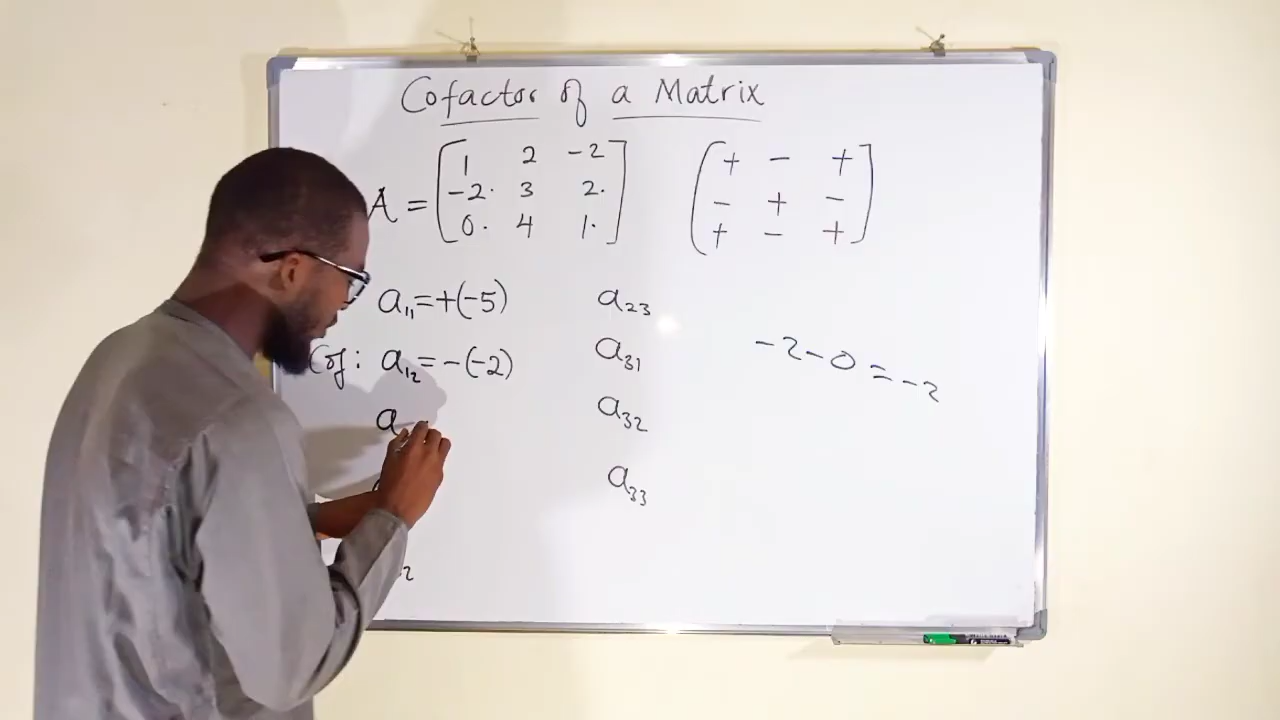 Cofactor of a Matrix
A = [ 1 2 -2
-2. 3 2.
0. 4 1. ]
[ + - +
- + -
+ - + ]
a₁₁=+(-5)
Cof: a₁₂=-(-2)
a
₂
a₂₃
a₃₁
a₃₂
a₃₃
-2-0=-2